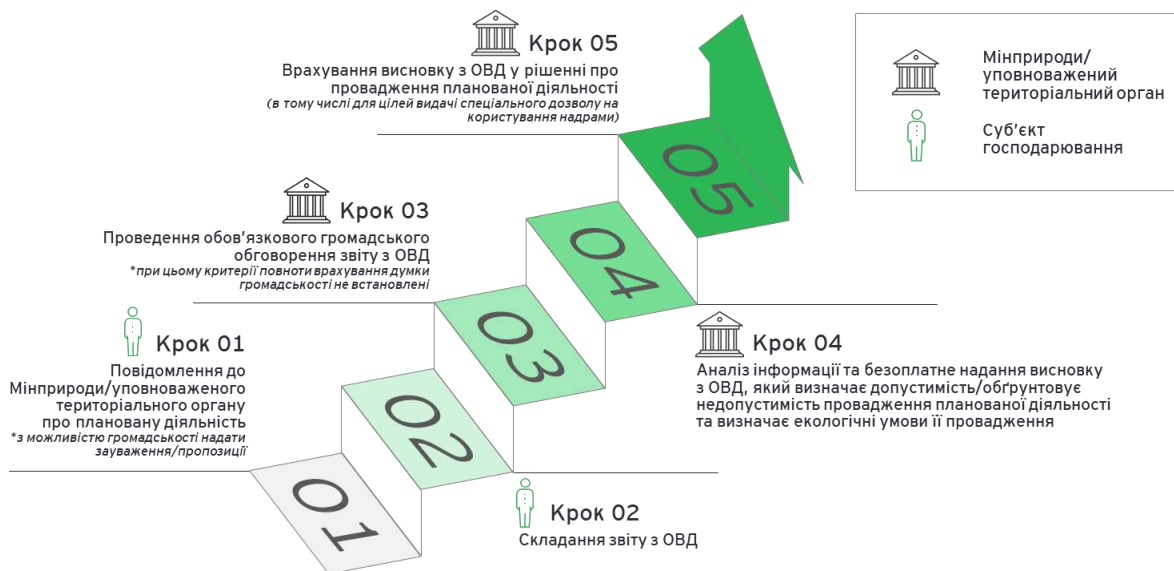 Крок 05
Врахування висновку з ОВД у рішенні про
провадження планованої діяльності
(в тому числі для цілей видачі спеціального дозволу на
користування надрами)
Мінприроди/
уповноважений
територіальний орган
Суб’єкт
господарювання
Крок 03
Проведення обов’язкового громадського
обговорення звіту з ОВД
*при цьому критерії повноти врахування думки
громадськості не встановлені
Крок 01
Повідомлення до
Мінприроди/уповноваженого
територіального органу
про плановану діяльність
*з можливістю громадськості надати
зауваження/пропозиції
05
04
03
02
01
Крок 04
Аналіз інформації та безоплатне надання висновку
з ОВД, який визначає допустимість/обґрунтовує
недопустимість провадження планованої діяльності
та визначає екологічні умови її провадження
Крок 02
Складання звіту з ОВД